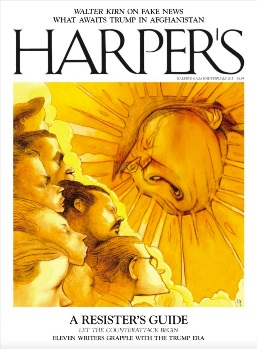 WALTER KIRN ON FAKE NEWS
WHAT AWAITS TRUMP IN AFGHANISTAN
HARPER'S
A RESISTER'S GUIDE
LET THE COUNTERATTACK BEGIN
ELEVEN WRITERS GRAPPLE WITH THE TRUMP ERA